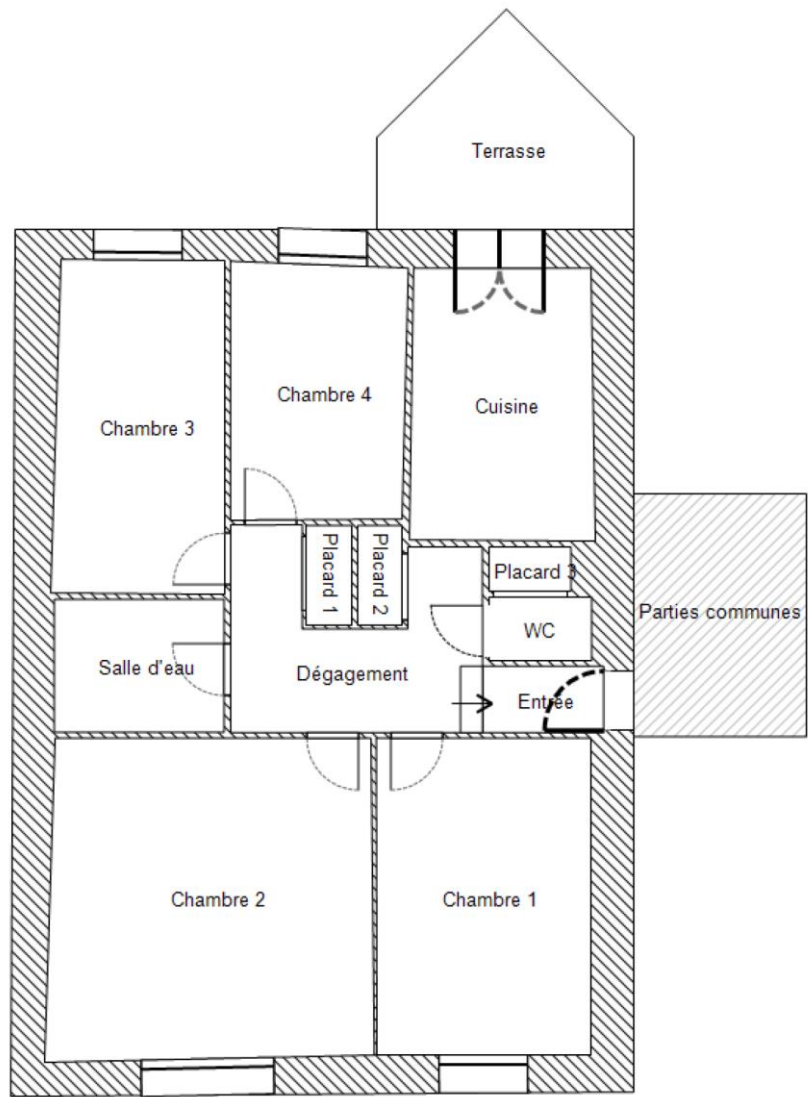 Terrasse
Chambre 4
Cuisine
Chambre 3
Placard 1
Placard 2
Placard 3
Parties communes
WC
Salle d'eau
Dégagement
Entrée
Chambre 2
Chambre 1